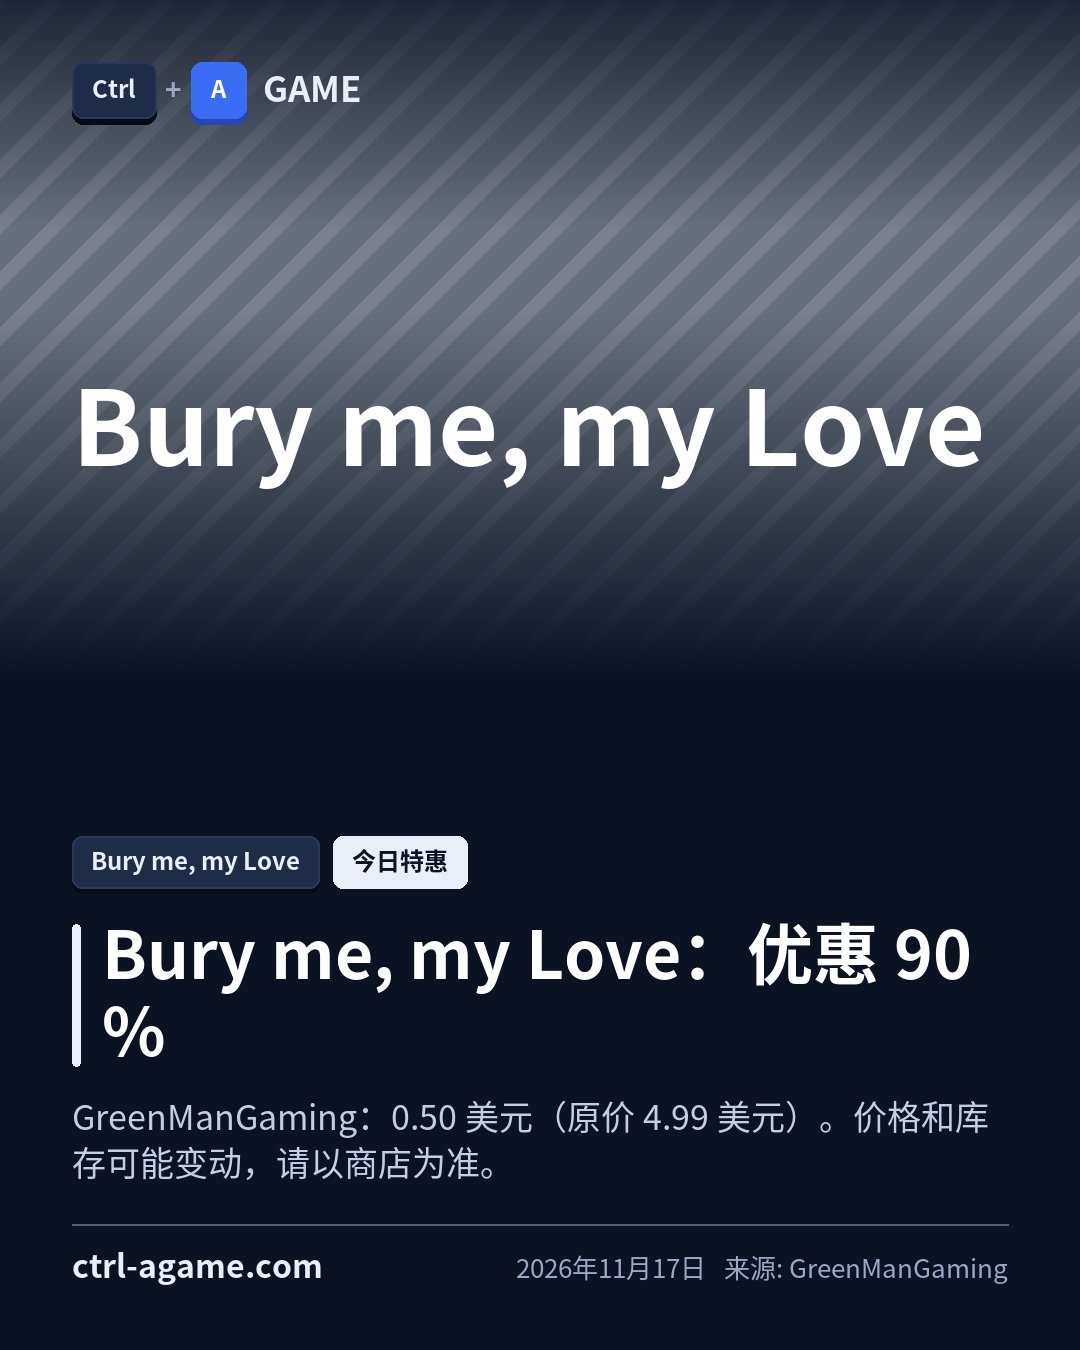 Ctrl + A GAME
Bury me, my Love
Bury me, my Love 今日特惠
Bury me, my Love：优惠 90
%
GreenManGaming：0.50 美元（原价 4.99 美元）。价格和库
存可能变动，请以商店为准。
ctrl-agame.com 2026年11月17日 来源: GreenManGaming